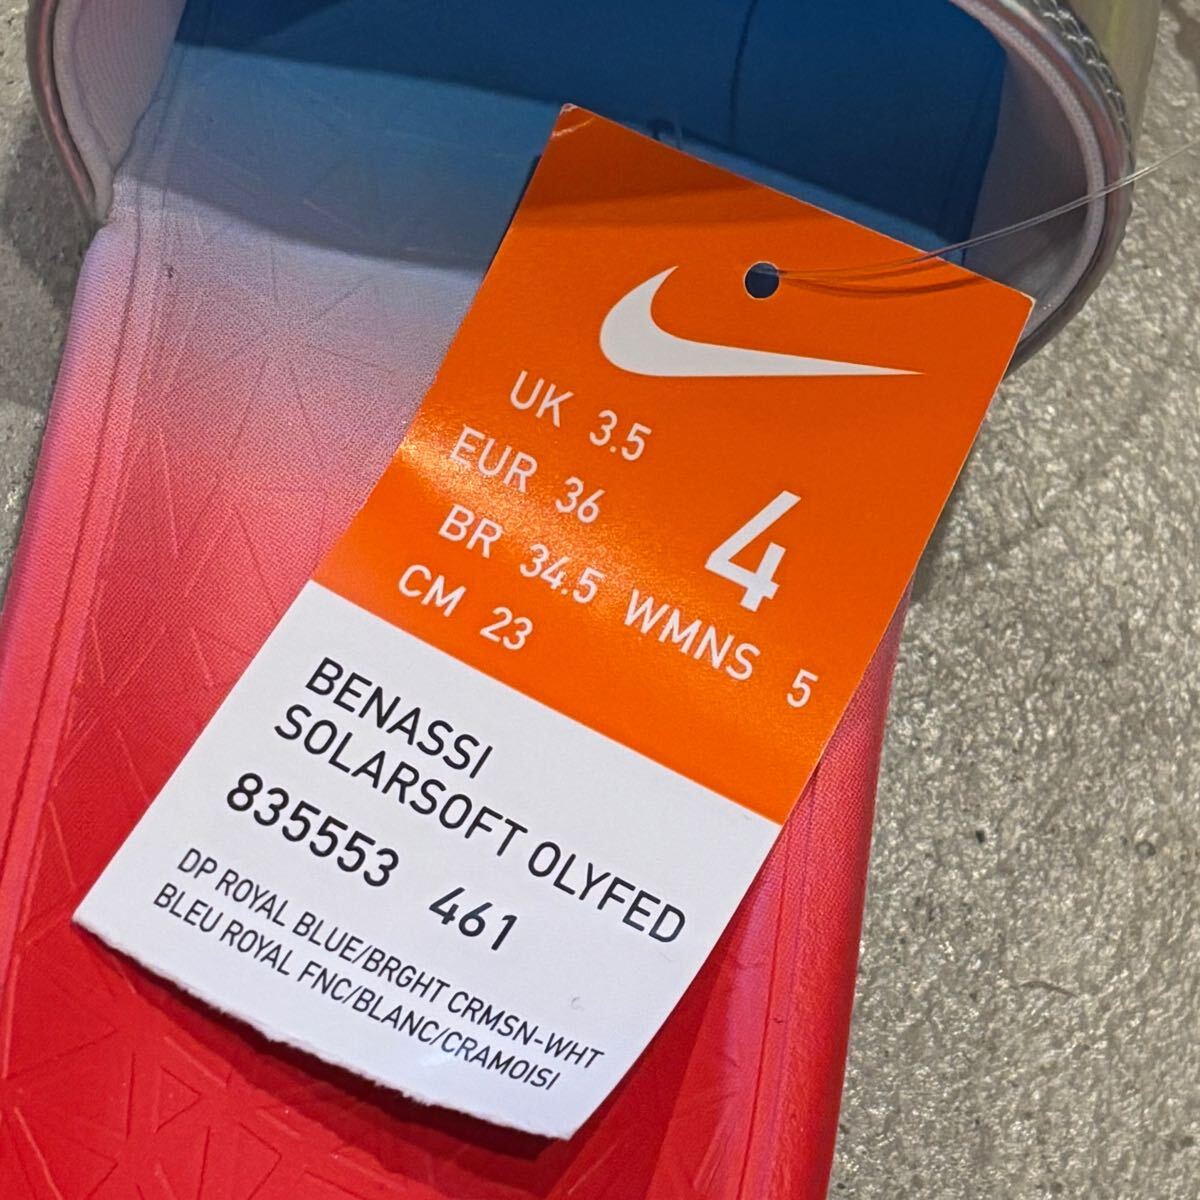 UK 3.5
EUR 36
BR 34.5
CM 23
4
WMNS 5
BENASSI
SOLARSOFT OLYFED
835553 461
DP ROYAL BLUE/BRGHT CRMSN-WHT
BLEU ROYAL FNC/BLANC/CRAMOISI